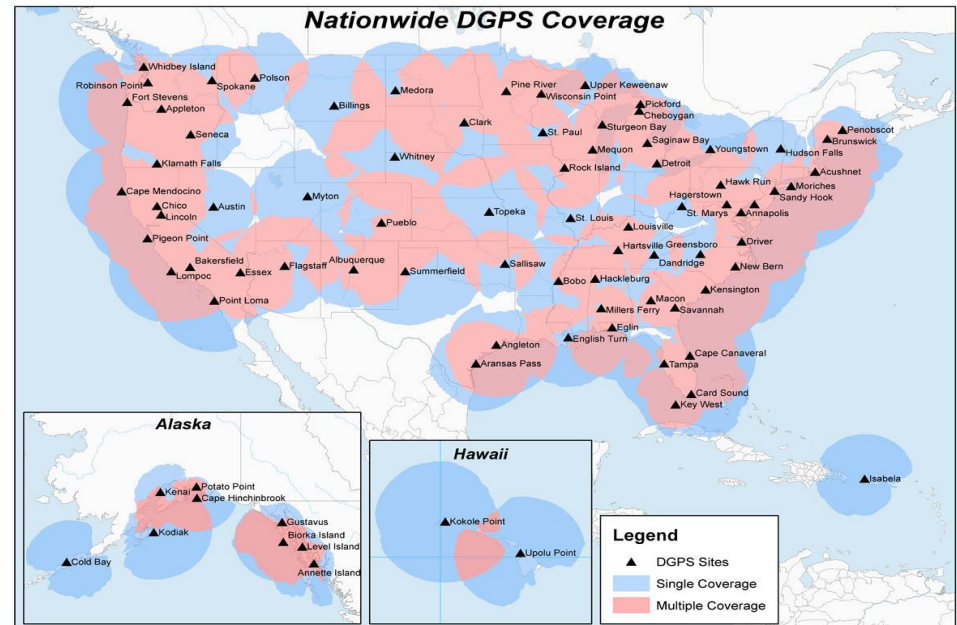 Nationwide DGPS Coverage
Whidbey Island
Robinson Point
Spokane
Polson
Fort Stevens
Appleton
Seneca
Billings
Medora
Pine River
Upper Keweenaw
Wisconsin Point
Pickford
Cheboygan
Clark
St. Paul
Sturgeon Bay
Saginaw Bay
Youngstown
Penobscot
Brunswick
Hudson Falls
Klamath Falls
Whitney
Mequon
Rock Island
Detroit
Acushnet
Cape Mendocino
Chico
Lincoln
Austin
Myton
Hawk Run
Moriches
Sandy Hook
Hagerstown
St. Marys
Annapolis
Pueblo
Topeka
St. Louis
Louisville
Pigeon Point
Driver
Hartsville
Greensboro
Dandridge
Bakersfield
Lompoc
Essex
Flagstaff
Albuquerque
Summerfield
Sallisaw
New Bern
Bobo
Hackleburg
Kensington
Point Loma
Macon
Millers Ferry
Savannah
Eglin
English Turn
Angleton
Aransas Pass
Cape Canaveral
Tampa
Card Sound
Key West
Isabela
Alaska
Kenai
Potato Point
Cape Hinchinbrook
Kodiak
Cold Bay
Gustavus
Biorka Island
Level Island
Annette Island
Hawaii
Kokole Point
Upolu Point
Legend
DGPS Sites
Single Coverage
Multiple Coverage